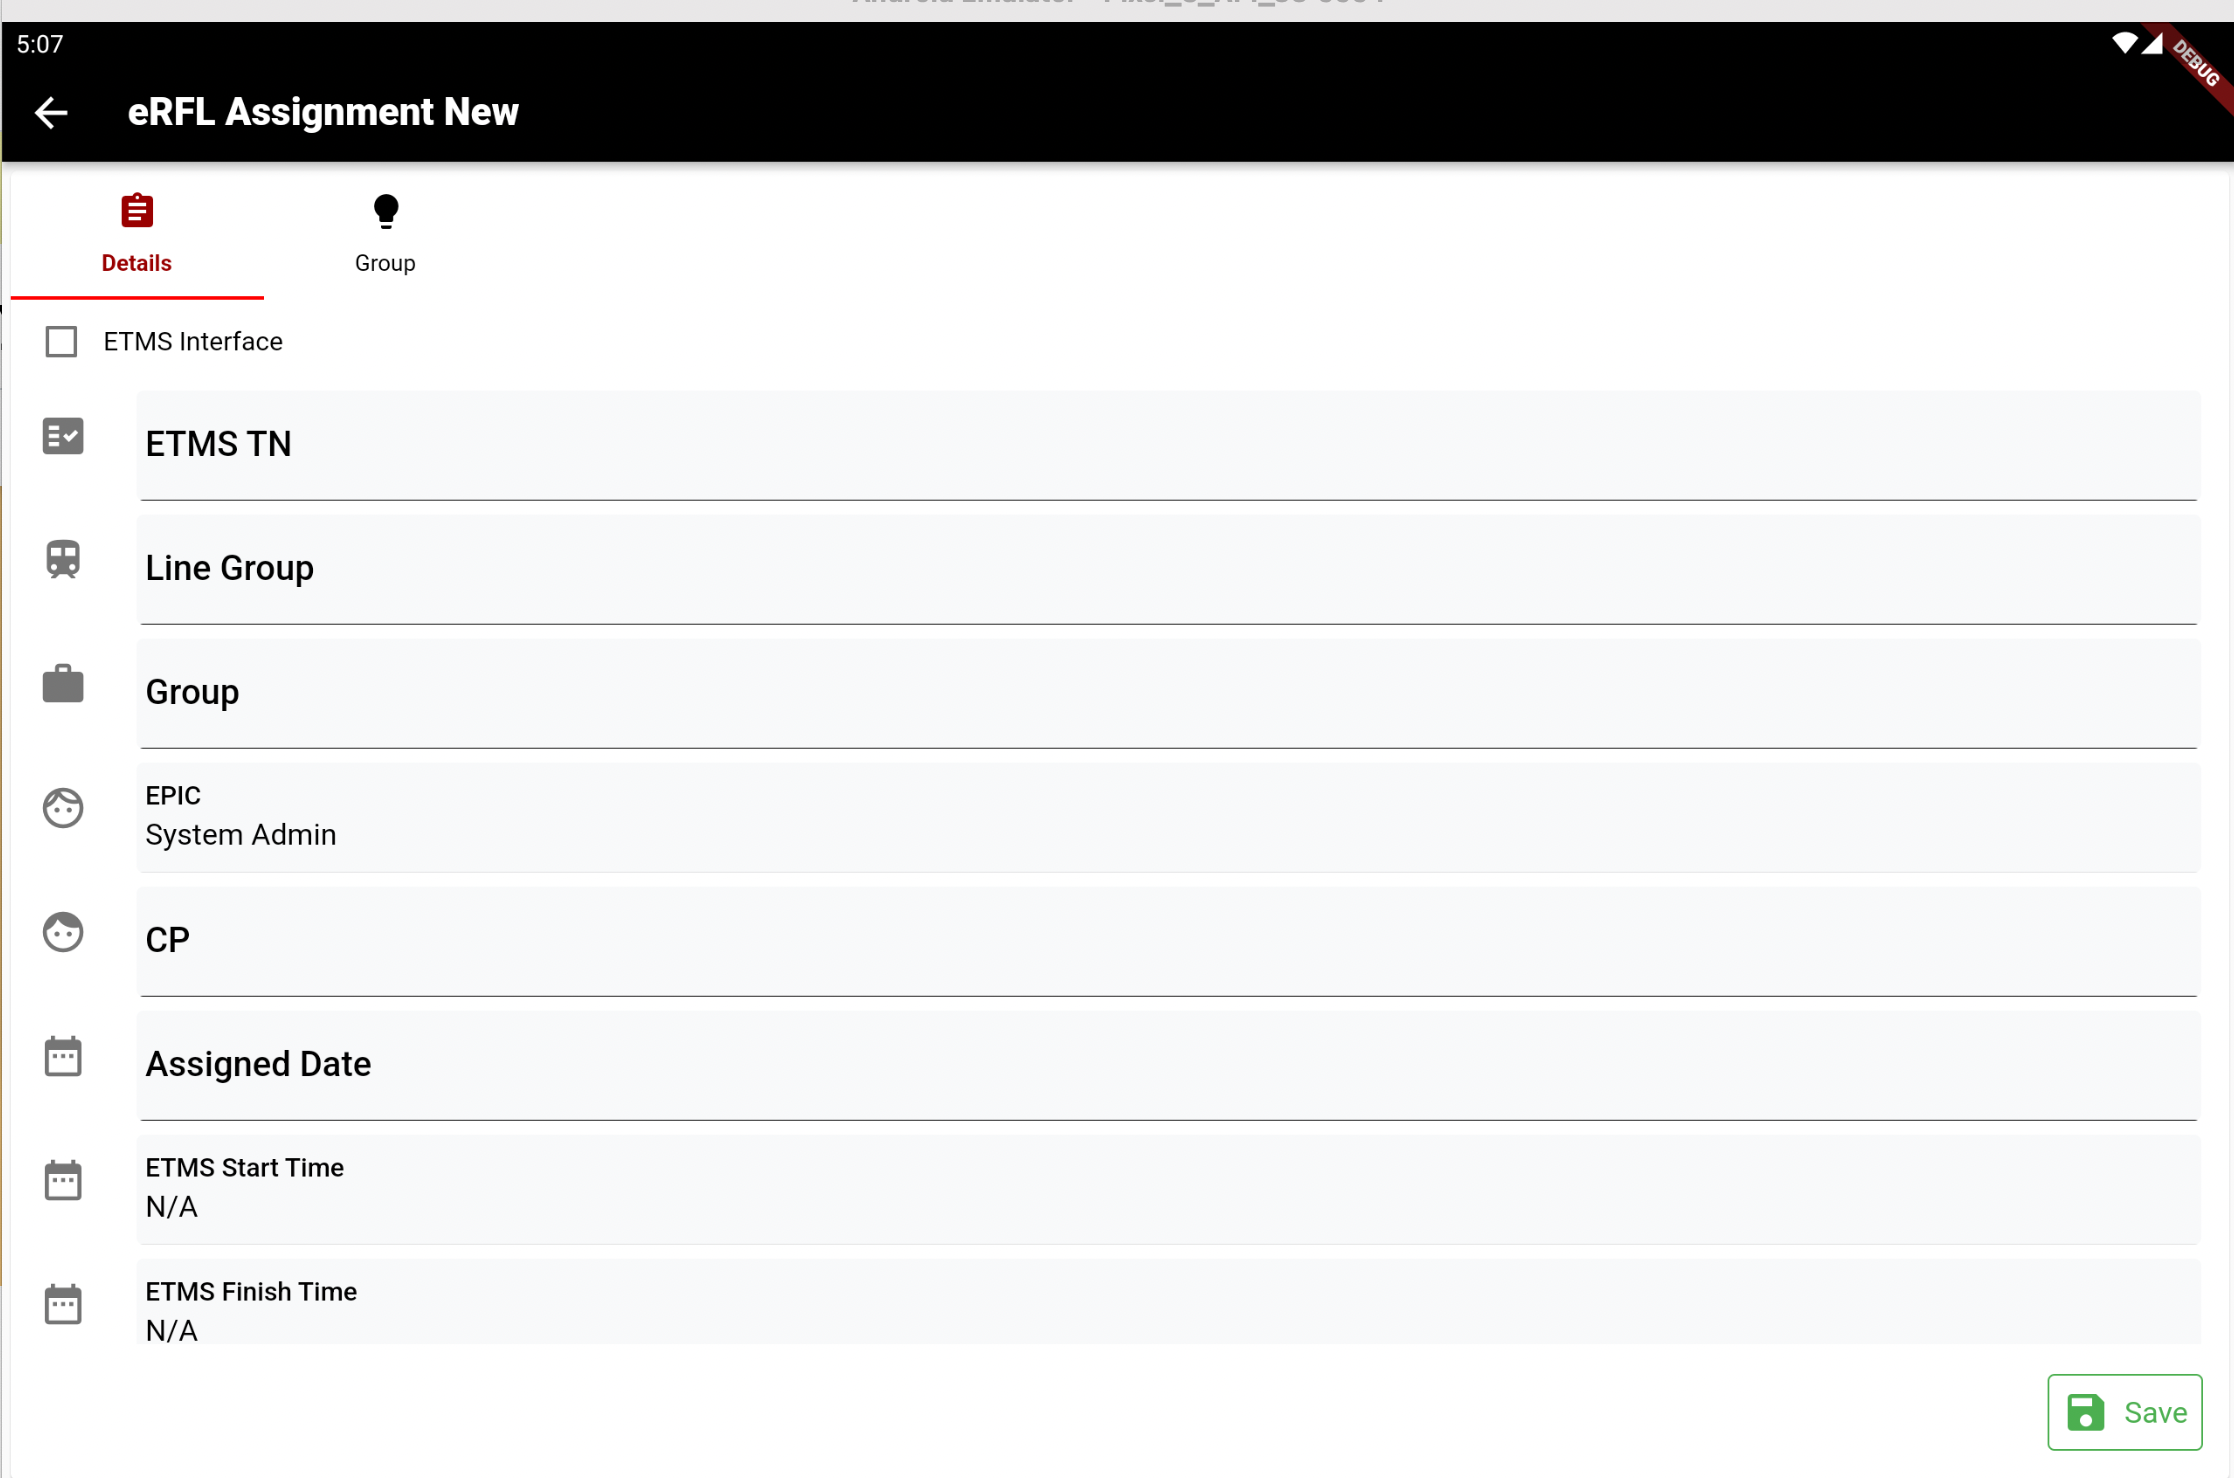 5:07
DEBUG
eRFL Assignment New
Details
Group
ETMS Interface
ETMS TN
Line Group
Group
EPIC
System Admin
CP
Assigned Date
ETMS Start Time
N/A
ETMS Finish Time
N/A
Save